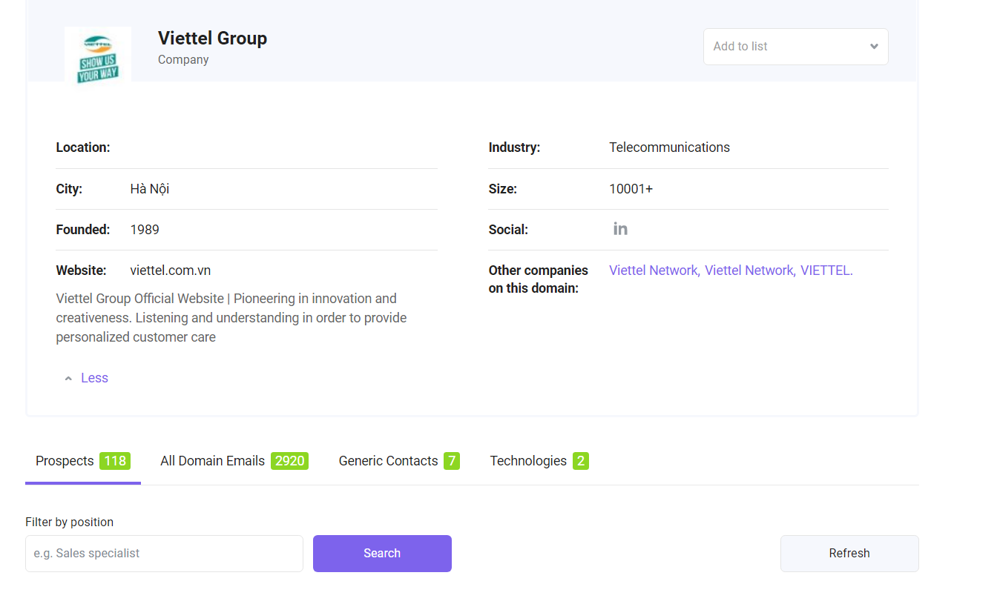 VIETTEL
SHOW US
YOUR WAY
Viettel Group
Company
Add to list
Location:
City: Hà Nội
Founded: 1989
Website: viettel.com.vn
Viettel Group Official Website | Pioneering in innovation and
creativeness. Listening and understanding in order to provide
personalized customer care
Less
Industry: Telecommunications
Size: 10001+
Social: in
Other companies Viettel Network, Viettel Network, VIETTEL.
on this domain:
Prospects 118 All Domain Emails 2920 Generic Contacts 7 Technologies 2
Filter by position
e.g. Sales specialist Search Refresh